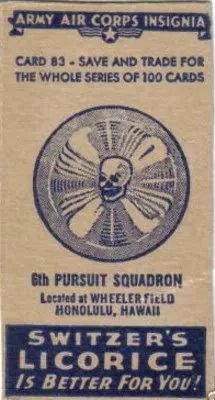 ARMY AIR CORPS INSIGNIA
CARD 83 - SAVE AND TRADE FOR
THE WHOLE SERIES OF 100 CARDS
6th PURSUIT SQUADRON
Located at WHEELER FIELD
HONOLULU, HAWAII
SWITZER'S
LICORICE
IS BETTER FOR YOU!